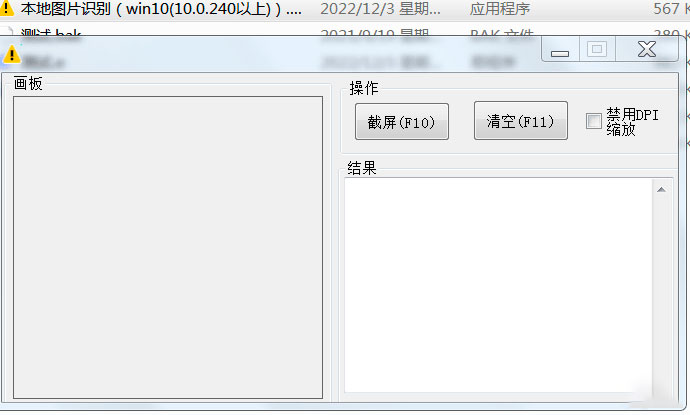 本地图片识别（win10(10.0.240以上)）.... 2022/12/3 星期... 应用程序 567 K
测试.bak 2021/9/19 星期... BAK 文件 380 K
画板
操作
截屏(F10) 清空(F11) 禁用DPI
缩放
结果